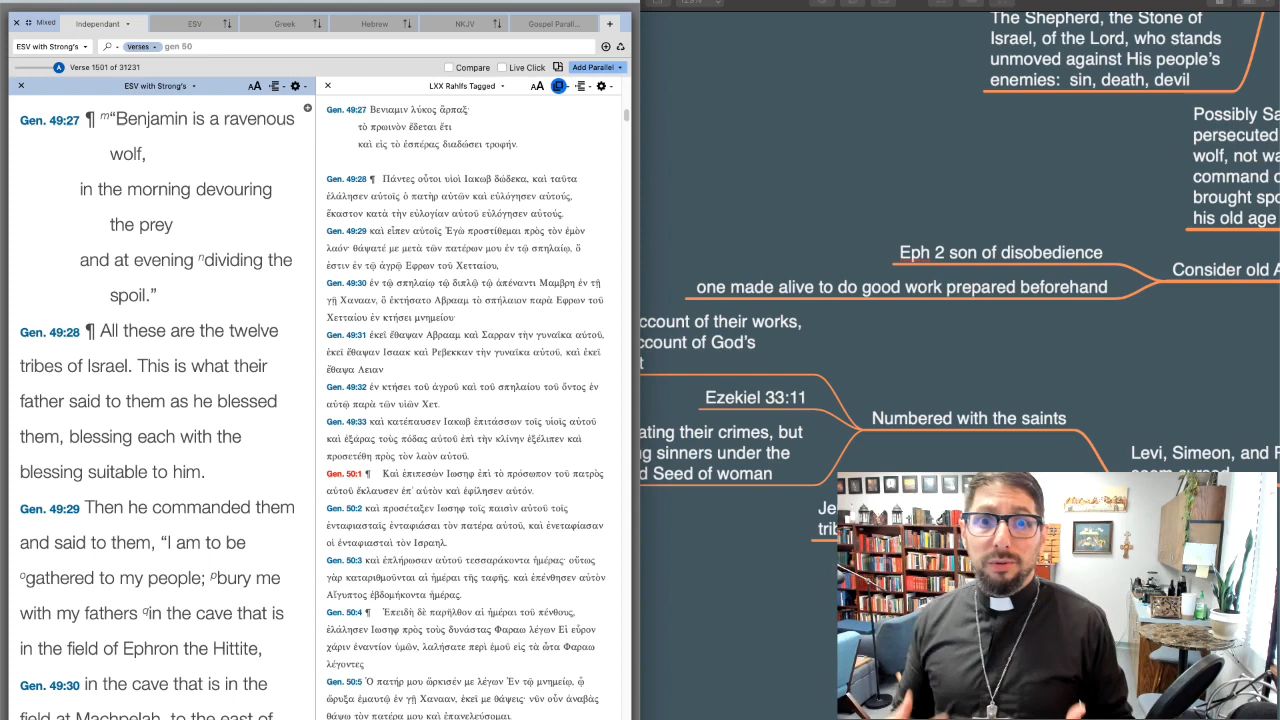 Mixed
Independant
ESV
Greek
Hebrew
NKJV
Gospel Parall...
ESV with Strong's
Verses
gen 50
Verse 1501 of 31231
Compare
Live Click
Add Parallel
ESV with Strong's
Gen. 49:27 ¶ m“Benjamin is a ravenous
wolf,
in the morning devouring
the prey
and at evening ndividing the
spoil.”
Gen. 49:28 ¶ All these are the twelve
tribes of Israel. This is what their
father said to them as he blessed
them, blessing each with the
blessing suitable to him.
Gen. 49:29 Then he commanded them
and said to them, “I am to be
ogathered to my people; pbury me
with my fathers qin the cave that is
in the field of Ephron the Hittite,
Gen. 49:30 in the cave that is in the
field at Machpelah, to the east of
LXX Rahlfs Tagged
Gen. 49:27 Βενιαμιν λύκος ἅρπαξ·
τὸ πρωινὸν ἔδεται ἔτι
καὶ εἰς τὸ ἑσπέρας διαδώσει τροφήν.
Gen. 49:28 ¶ Πάντες οὗτοι υἱοὶ Ιακωβ δώδεκα, καὶ ταῦτα
ἐλάλησεν αὐτοῖς ὁ πατὴρ αὐτῶν καὶ εὐλόγησεν αὐτούς,
ἕκαστον κατὰ τὴν εὐλογίαν αὐτοῦ εὐλόγησεν αὐτούς.
Gen. 49:29 καὶ εἶπεν αὐτοῖς Ἐγὼ προστίθεμαι πρὸς τὸν ἐμὸν
λαόν· θάψατέ με μετὰ τῶν πατέρων μου ἐν τῷ σπηλαίῳ, ὅ
ἐστιν ἐν τῷ ἀγρῷ Εφρων τοῦ Χετταίου,
Gen. 49:30 ἐν τῷ σπηλαίῳ τῷ διπλῷ τῷ ἀπέναντι Μαμβρη ἐν τῇ
γῇ Χανααν, ὃ ἐκτήσατο Αβρααμ τὸ σπήλαιον παρὰ Εφρων τοῦ
Χετταίου ἐν κτήσει μνημείου·
Gen. 49:31 ἐκεῖ ἔθαψαν Αβρααμ καὶ Σαρραν τὴν γυναῖκα αὐτοῦ,
ἐκεῖ ἔθαψαν Ισαακ καὶ Ρεβεκκαν τὴν γυναῖκα αὐτοῦ, καὶ ἐκεῖ
ἔθαψα Λειαν
Gen. 49:32 ἐν κτήσει τοῦ ἀγροῦ καὶ τοῦ σπηλαίου τοῦ ὄντος ἐν
αὐτῷ παρὰ τῶν υἱῶν Χετ.
Gen. 49:33 καὶ κατέπαυσεν Ιακωβ ἐπιτάσσων τοῖς υἱοῖς αὐτοῦ
καὶ ἐξάρας τοὺς πόδας αὐτοῦ ἐπὶ τὴν κλίνην ἐξέλιπεν καὶ
προσετέθη πρὸς τὸν λαὸν αὐτοῦ.
Gen. 50:1 ¶ Καὶ ἐπιπεσὼν Ιωσηφ ἐπὶ τὸ πρόσωπον τοῦ πατρὸς
αὐτοῦ ἔκλαυσεν ἐπ᾽ αὐτὸν καὶ ἐφίλησεν αὐτόν.
Gen. 50:2 καὶ προσέταξεν Ιωσηφ τοῖς παισὶν αὐτοῦ τοῖς
ἐνταφιασταῖς ἐνταφιάσαι τὸν πατέρα αὐτοῦ, καὶ ἐνεταφίασαν
οἱ ἐνταφιασταὶ τὸν Ισραηλ.
Gen. 50:3 καὶ ἐπλήρωσαν αὐτοῦ τεσσαράκοντα ἡμέρας· οὕτως
γὰρ καταριθμοῦνται αἱ ἡμέραι τῆς ταφῆς. καὶ ἐπένθησεν αὐτὸν
Αἴγυπτος ἑβδομήκοντα ἡμέρας.
Gen. 50:4 ¶ Ἐπειδὴ δὲ παρῆλθον αἱ ἡμέραι τοῦ πένθους,
ἐλάλησεν Ιωσηφ πρὸς τοὺς δυνάστας Φαραω λέγων Εἰ εὗρον
χάριν ἐναντίον ὑμῶν, λαλήσατε περὶ ἐμοῦ εἰς τὰ ὦτα Φαραω
λέγοντες
Gen. 50:5 Ὁ πατήρ μου ὥρκισέν με λέγων Ἐν τῷ μνημείῳ, ᾧ
ὤρυξα ἐμαυτῷ ἐν γῇ Χανααν, ἐκεῖ με θάψεις· νῦν οὖν ἀναβὰς
θάψω τὸν πατέρα μου καὶ ἐπανελεύσομαι.
The Shepherd, the Stone of
Israel, of the Lord, who stands
unmoved against His people's
enemies: sin, death, devil
Possibly Sa
persecuted
wolf, not wa
command o
brought spo
his old age
Eph 2 son of disobedience
one made alive to do good work prepared beforehand
Consider old A
ccount of their works,
ccount of God's
t
Ezekiel 33:11
ating their crimes, but
g sinners under the
d Seed of woman
Numbered with the saints
Levi, Simeon, and R
Je
trib